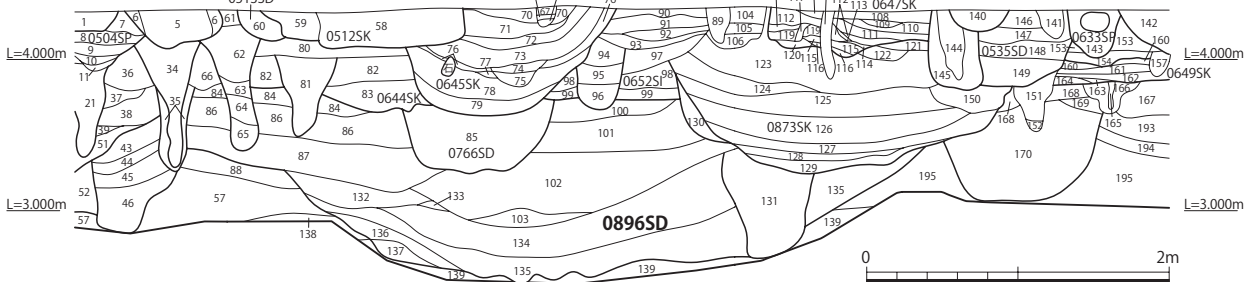 0647SK
1 7 6 5 6 61 60 59 58 70 67 70 71 90 91 92 89 104 105 106 112 113 108 109 110 140 146 141 142
8 0504SP 0512SK 72 93 119 119 111 147 0633SP
L=4.000m 9 10 11 62 80 76 73 94 97 120 115 115 114 121 122 144 0535SD 148 153 143 153 160 L=4.000m
36 34 66 82 81 82 77 74 75 95 0652SI 98 123 116 116 145 149 160 154 161 157 0649SK
84 63 84 83 0644SK 0645SK 78 98 99 96 99 124 164 162 166
21 37 35 86 64 86 84 79 100 125 150 151 168 163 167
38 65 86 85 101 130 0873SK 126 168 169 165 193
39 51 43 87 0766SD 127 152 194
44 45 88 128 129 170
52 46 57 132 133 102 131 135 195 195
L=3.000m 57 103 0896SD 139 L=3.000m
138 136 134
137 139 135 139
0 2m